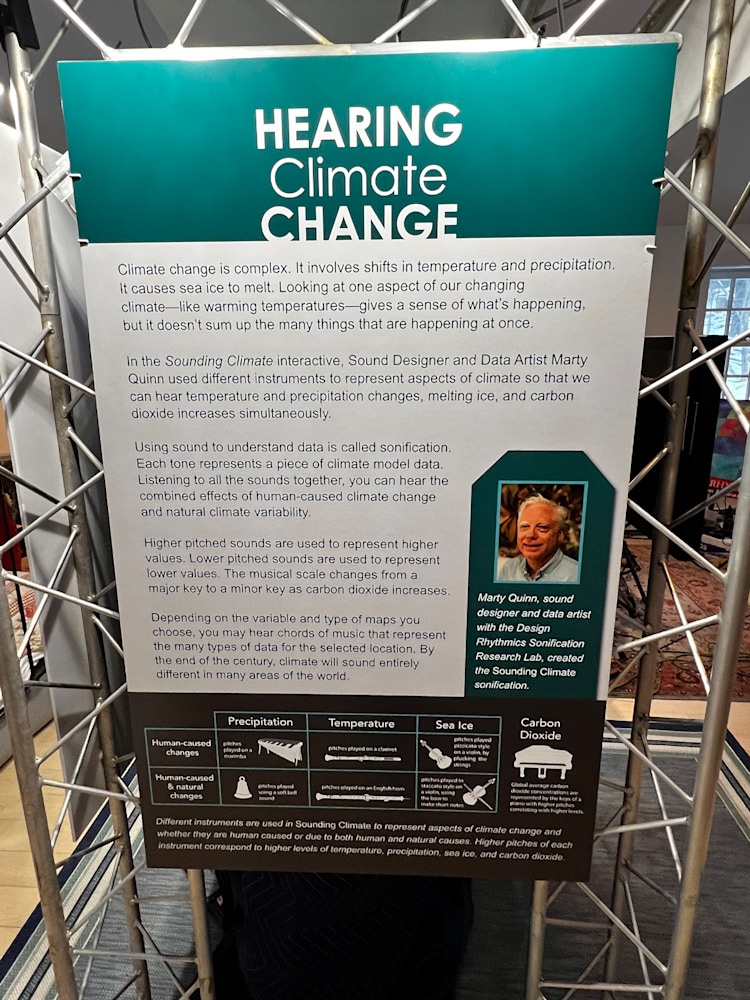 HEARING
Climate
CHANGE
Climate change is complex. It involves shifts in temperature and precipitation.
It causes sea ice to melt. Looking at one aspect of our changing
climate—like warming temperatures—gives a sense of what's happening,
but it doesn't sum up the many things that are happening at once.
In the Sounding Climate interactive, Sound Designer and Data Artist Marty
Quinn used different instruments to represent aspects of climate so that we
can hear temperature and precipitation changes, melting ice, and carbon
dioxide increases simultaneously.
Using sound to understand data is called sonification.
Each tone represents a piece of climate model data.
Listening to all the sounds together, you can hear the
combined effects of human-caused climate change
and natural climate variability.
Higher pitched sounds are used to represent higher
values. Lower pitched sounds are used to represent
lower values. The musical scale changes from a
major key to a minor key as carbon dioxide increases.
Depending on the variable and type of maps you
choose, you may hear chords of music that represent
the many types of data for the selected location. By
the end of the century, climate will sound entirely
different in many areas of the world.
Marty Quinn, sound
designer and data artist
with the Design
Rhythmics Sonification
Research Lab, created
the Sounding Climate
sonification.
Precipitation
Temperature
Sea Ice
Carbon
Dioxide
Human-caused
changes
pitches
played on a
marimba
pitches played on a clarinet
pitches played
pizzicato style
on a violin, by
plucking the
strings
Human-caused
& natural
changes
pitches played
using a soft bell
sound
pitches played on an English horn
pitches played in
staccato style on
a violin, using
the bow to
make short notes
Global average carbon
dioxide concentrations are
represented by the keys of a
piano with higher pitches
consisting with higher levels.
Different instruments are used in Sounding Climate to represent aspects of climate change and
whether they are human caused or due to both human and natural causes. Higher pitches of each
instrument correspond to higher levels of temperature, precipitation, sea ice, and carbon dioxide.